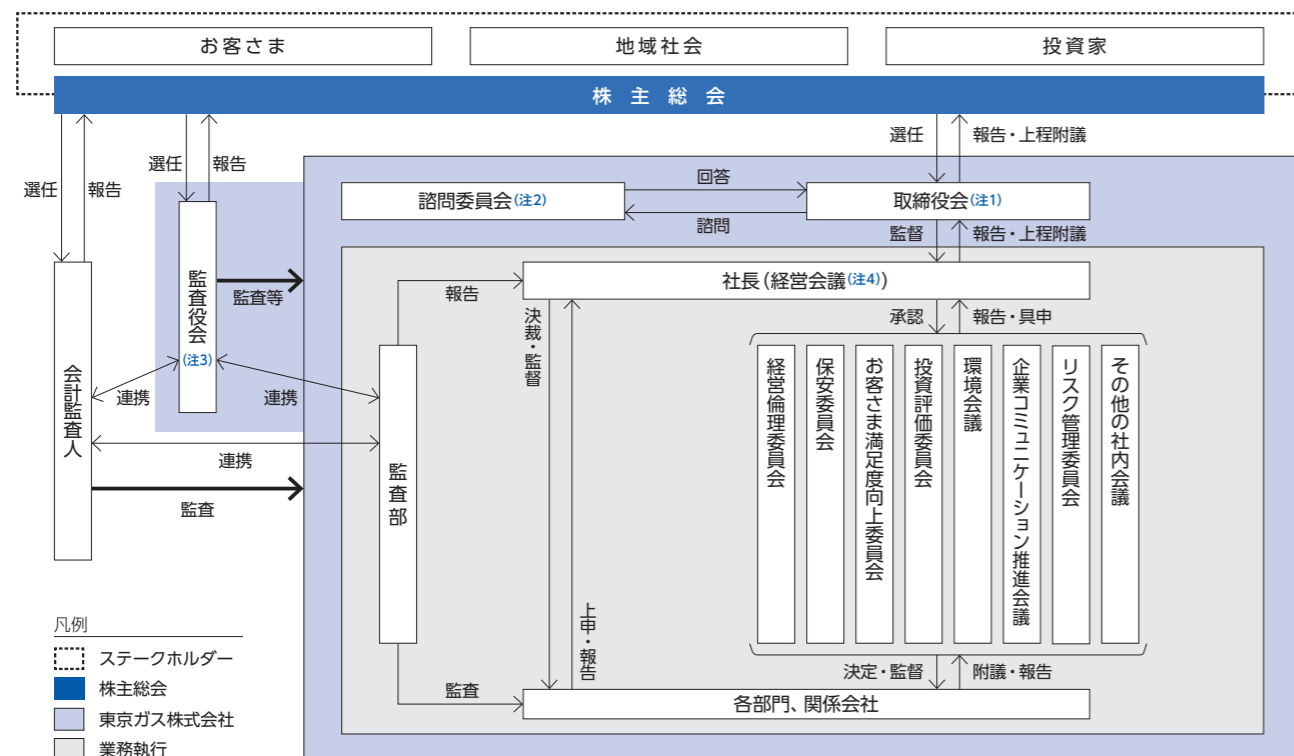 お客さま
地域社会
投資家
株主総会
選任
報告
選任
報告
選任
報告・上程附議
諮問委員会(注2)
回答
諮問
取締役会(注1)
監督
報告・上程附議
監査役会
(注3)
監査等
報告
社長(経営会議(注4))
決裁・監督
承認
報告・具申
会計監査人
連携
連携
連携
監査
監査部
経営倫理委員会
保安委員会
お客さま満足度向上委員会
投資評価委員会
環境会議
企業コミュニケーション推進会議
リスク管理委員会
その他の社内会議
上申・報告
決定・監督
附議・報告
監査
各部門、関係会社
凡例
ステークホルダー
株主総会
東京ガス株式会社
業務執行